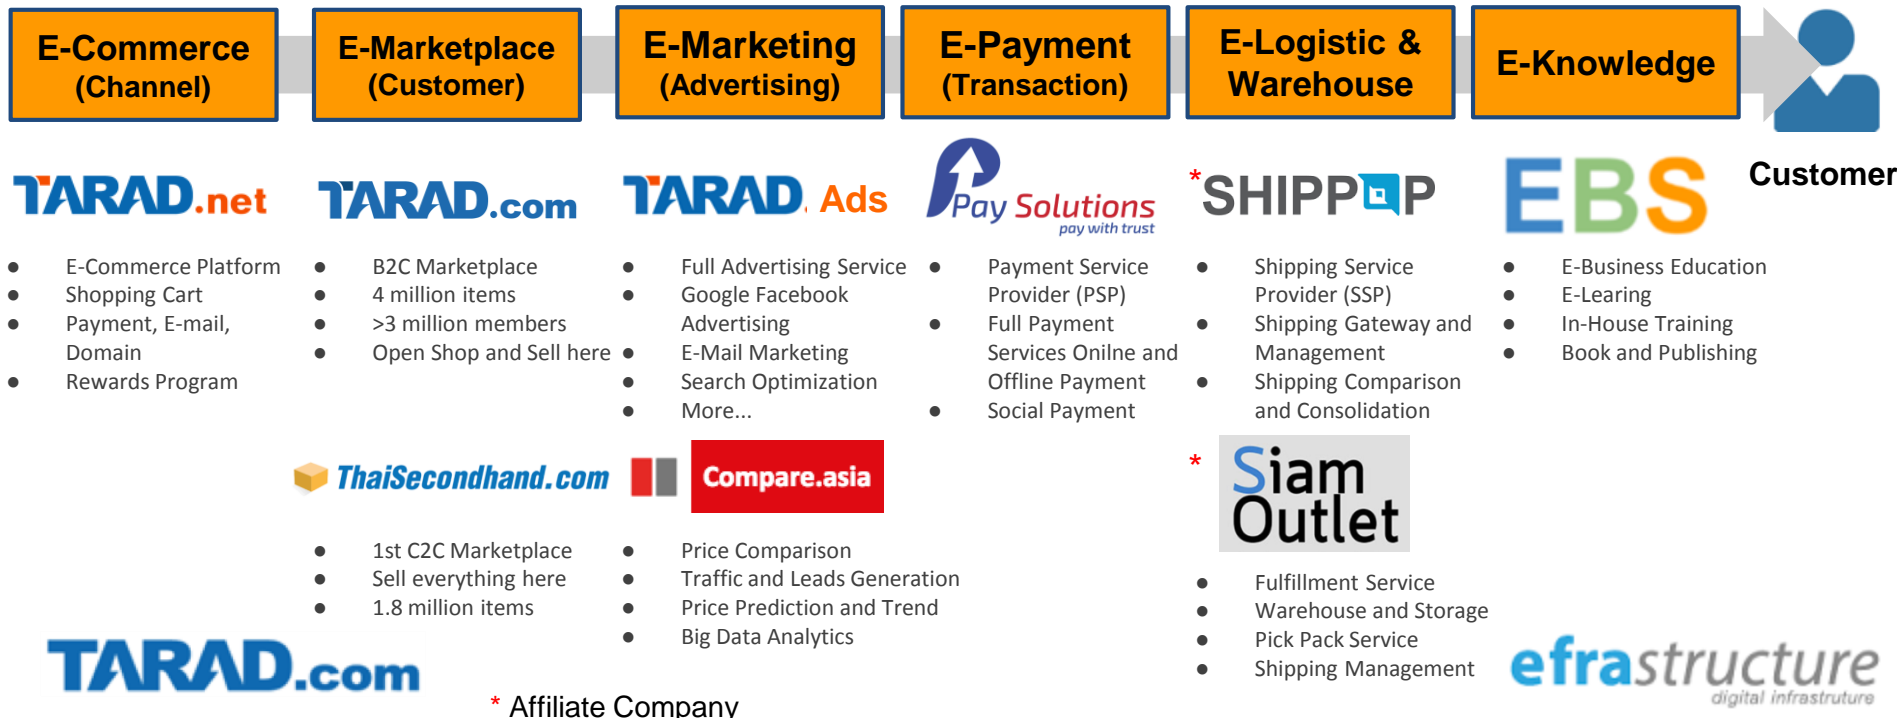 E-Commerce
(Channel)
E-Marketplace
(Customer)
E-Marketing
(Advertising)
E-Payment
(Transaction)
E-Logistic &
Warehouse
E-Knowledge
Customer
TARAD.net
● E-Commerce Platform
● Shopping Cart
● Payment, E-mail,
Domain
● Rewards Program
TARAD.com
● B2C Marketplace
● 4 million items
● >3 million members
● Open Shop and Sell here
ThaiSecondhand.com
● 1st C2C Marketplace
● Sell everything here
● 1.8 million items
TARAD. Ads
● Full Advertising Service
● Google Facebook
Advertising
● E-Mail Marketing
● Search Optimization
● More...
Compare.asia
● Price Comparison
● Traffic and Leads Generation
● Price Prediction and Trend
● Big Data Analytics
Pay Solutions
pay with trust
● Payment Service
Provider (PSP)
● Full Payment
Services Onilne and
Offline Payment
● Social Payment
*SHIPPOP
● Shipping Service
Provider (SSP)
● Shipping Gateway and
Management
● Shipping Comparison
and Consolidation
* Siam
Outlet
● Fulfillment Service
● Warehouse and Storage
● Pick Pack Service
● Shipping Management
EBS
● E-Business Education
● E-Learing
● In-House Training
● Book and Publishing
TARAD.com
* Affiliate Company
efrastructure
digital infrastruture